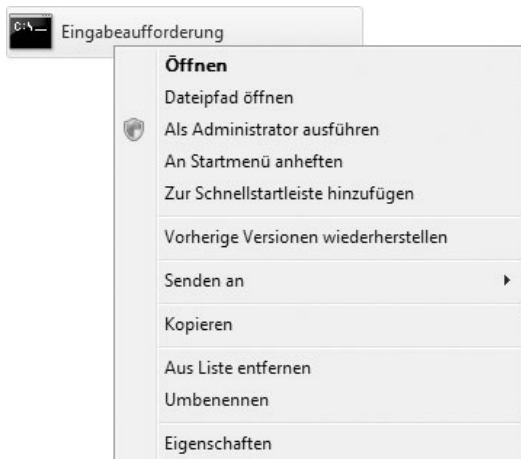 C:\_
Eingabeaufforderung
Öffnen
Dateipfad öffnen
Als Administrator ausführen
An Startmenü anheften
Zur Schnellstartleiste hinzufügen
Vorherige Versionen wiederherstellen
Senden an
Kopieren
Aus Liste entfernen
Umbenennen
Eigenschaften